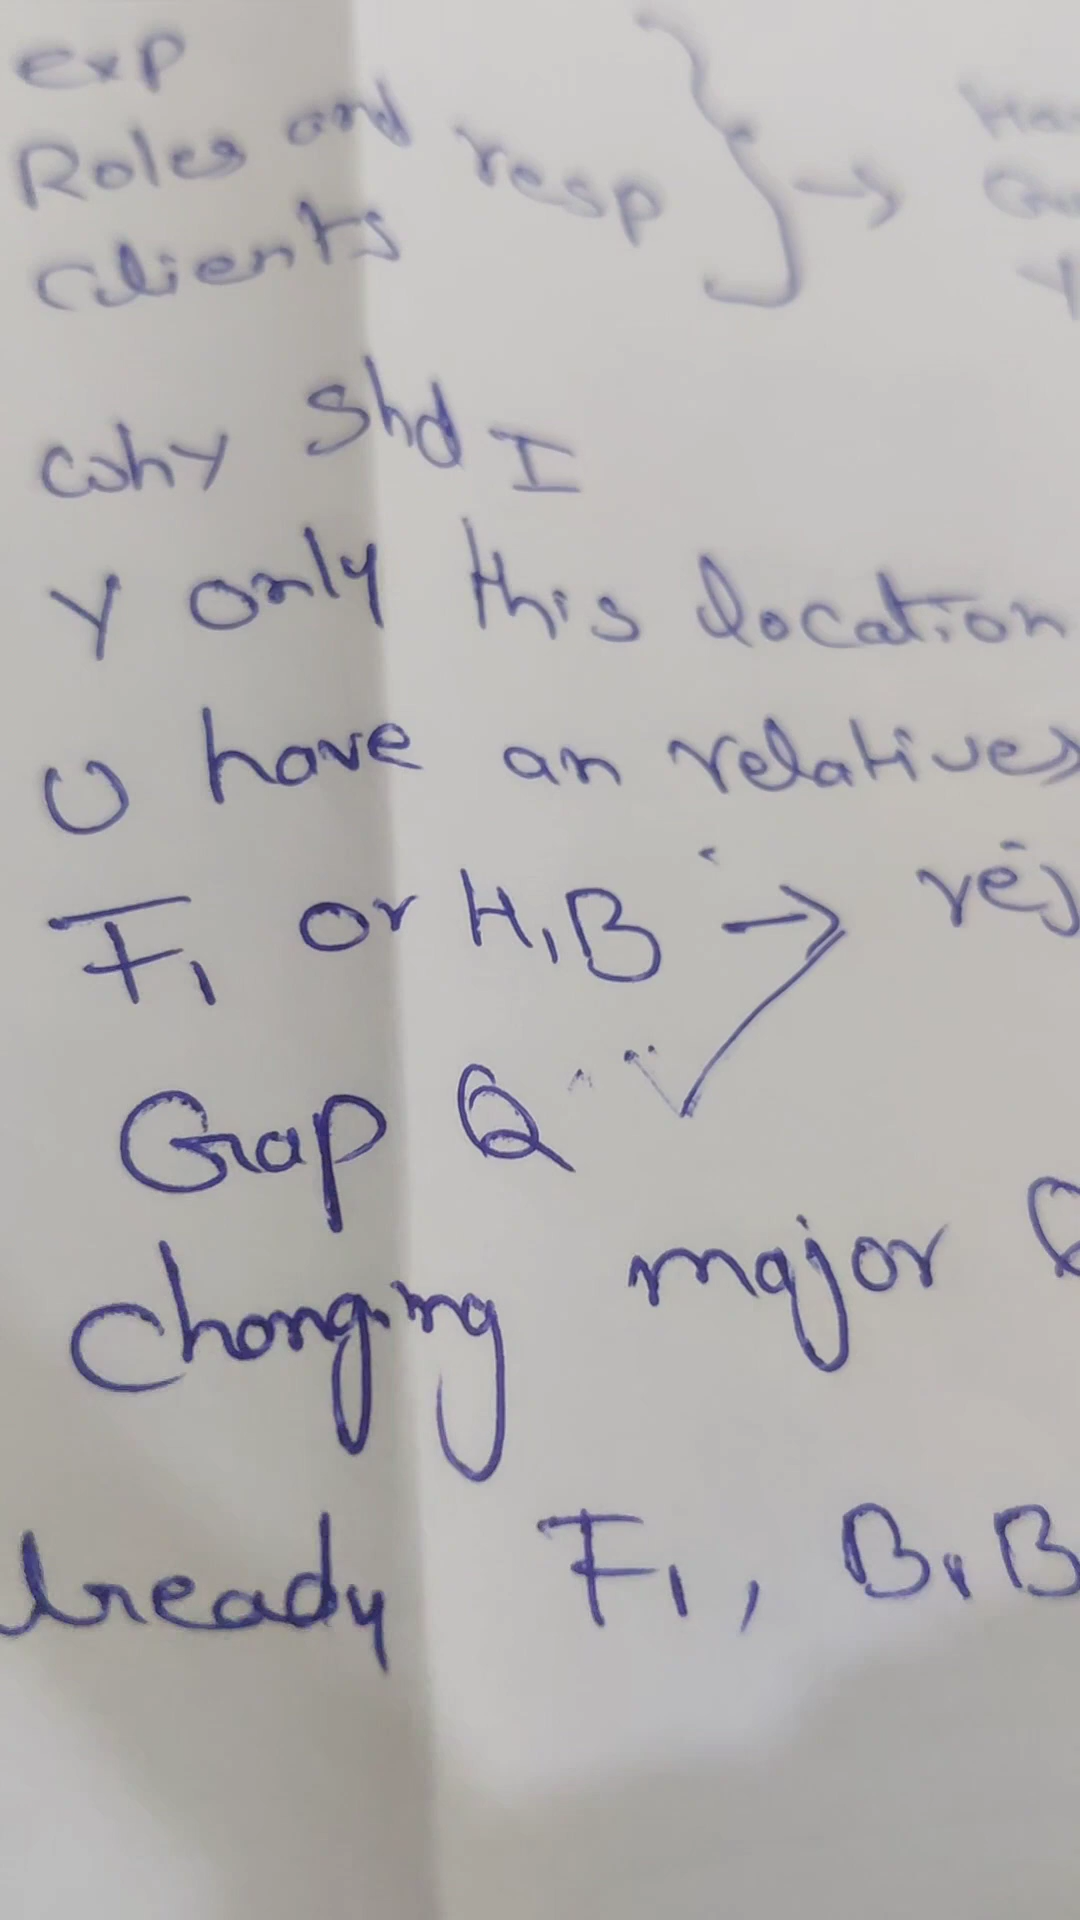 exp
Roles and resp
clients
why shd I
Y only this location
U have an relatives
F1 or H1B → rej
Gap Q
Changing major Q
lready F1, B1B